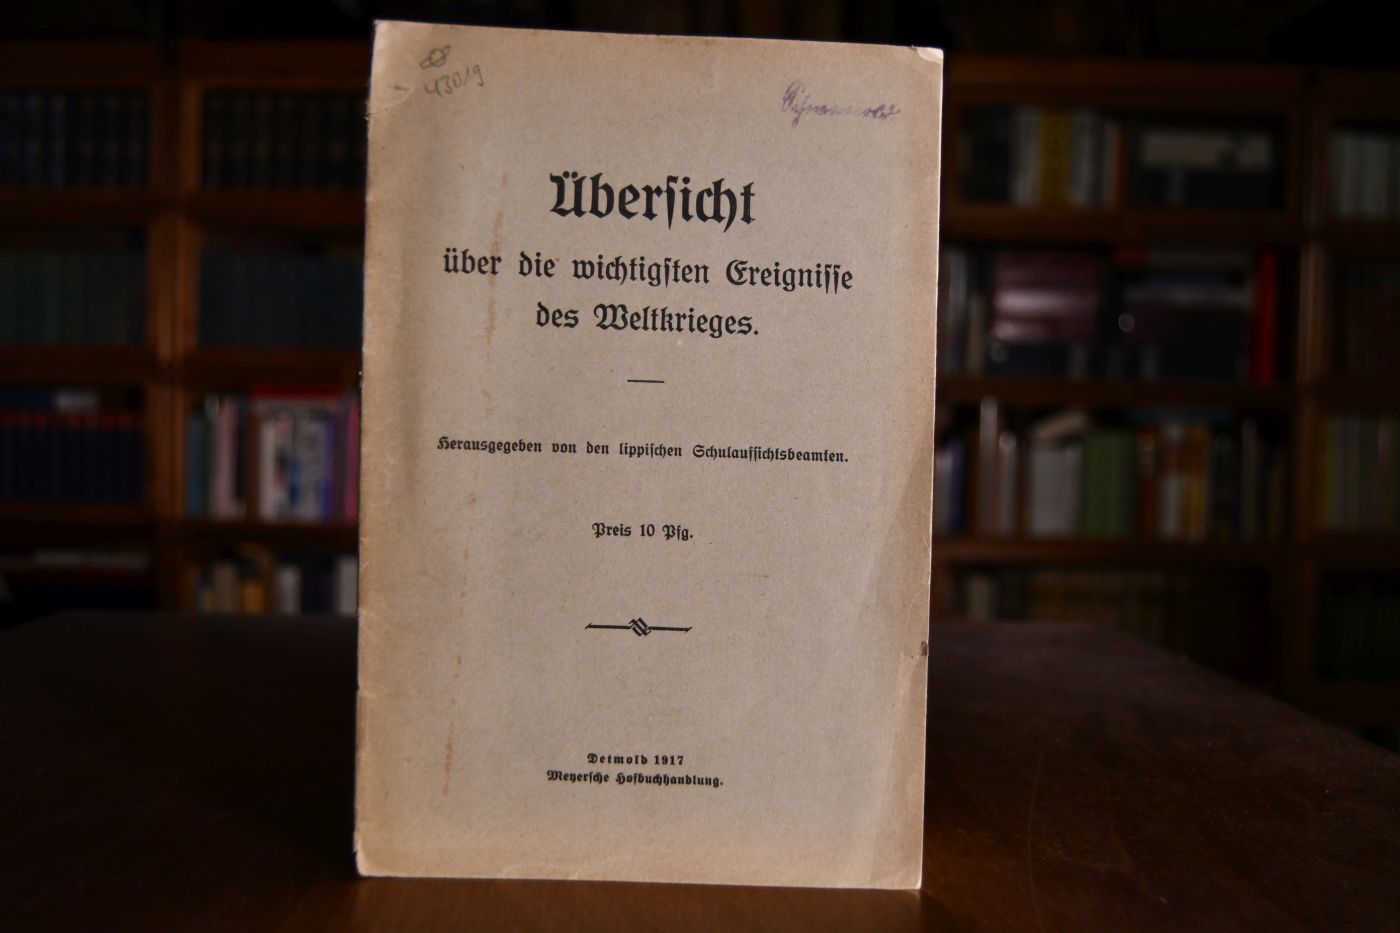 43019
Übersicht
über die wichtigsten Ereignisse
des Weltkrieges.
Herausgegeben von den lippischen Schulaufsichtsbeamten.
Preis 10 Pfg.
Detmold 1917
Meyersche Hofbuchhandlung.